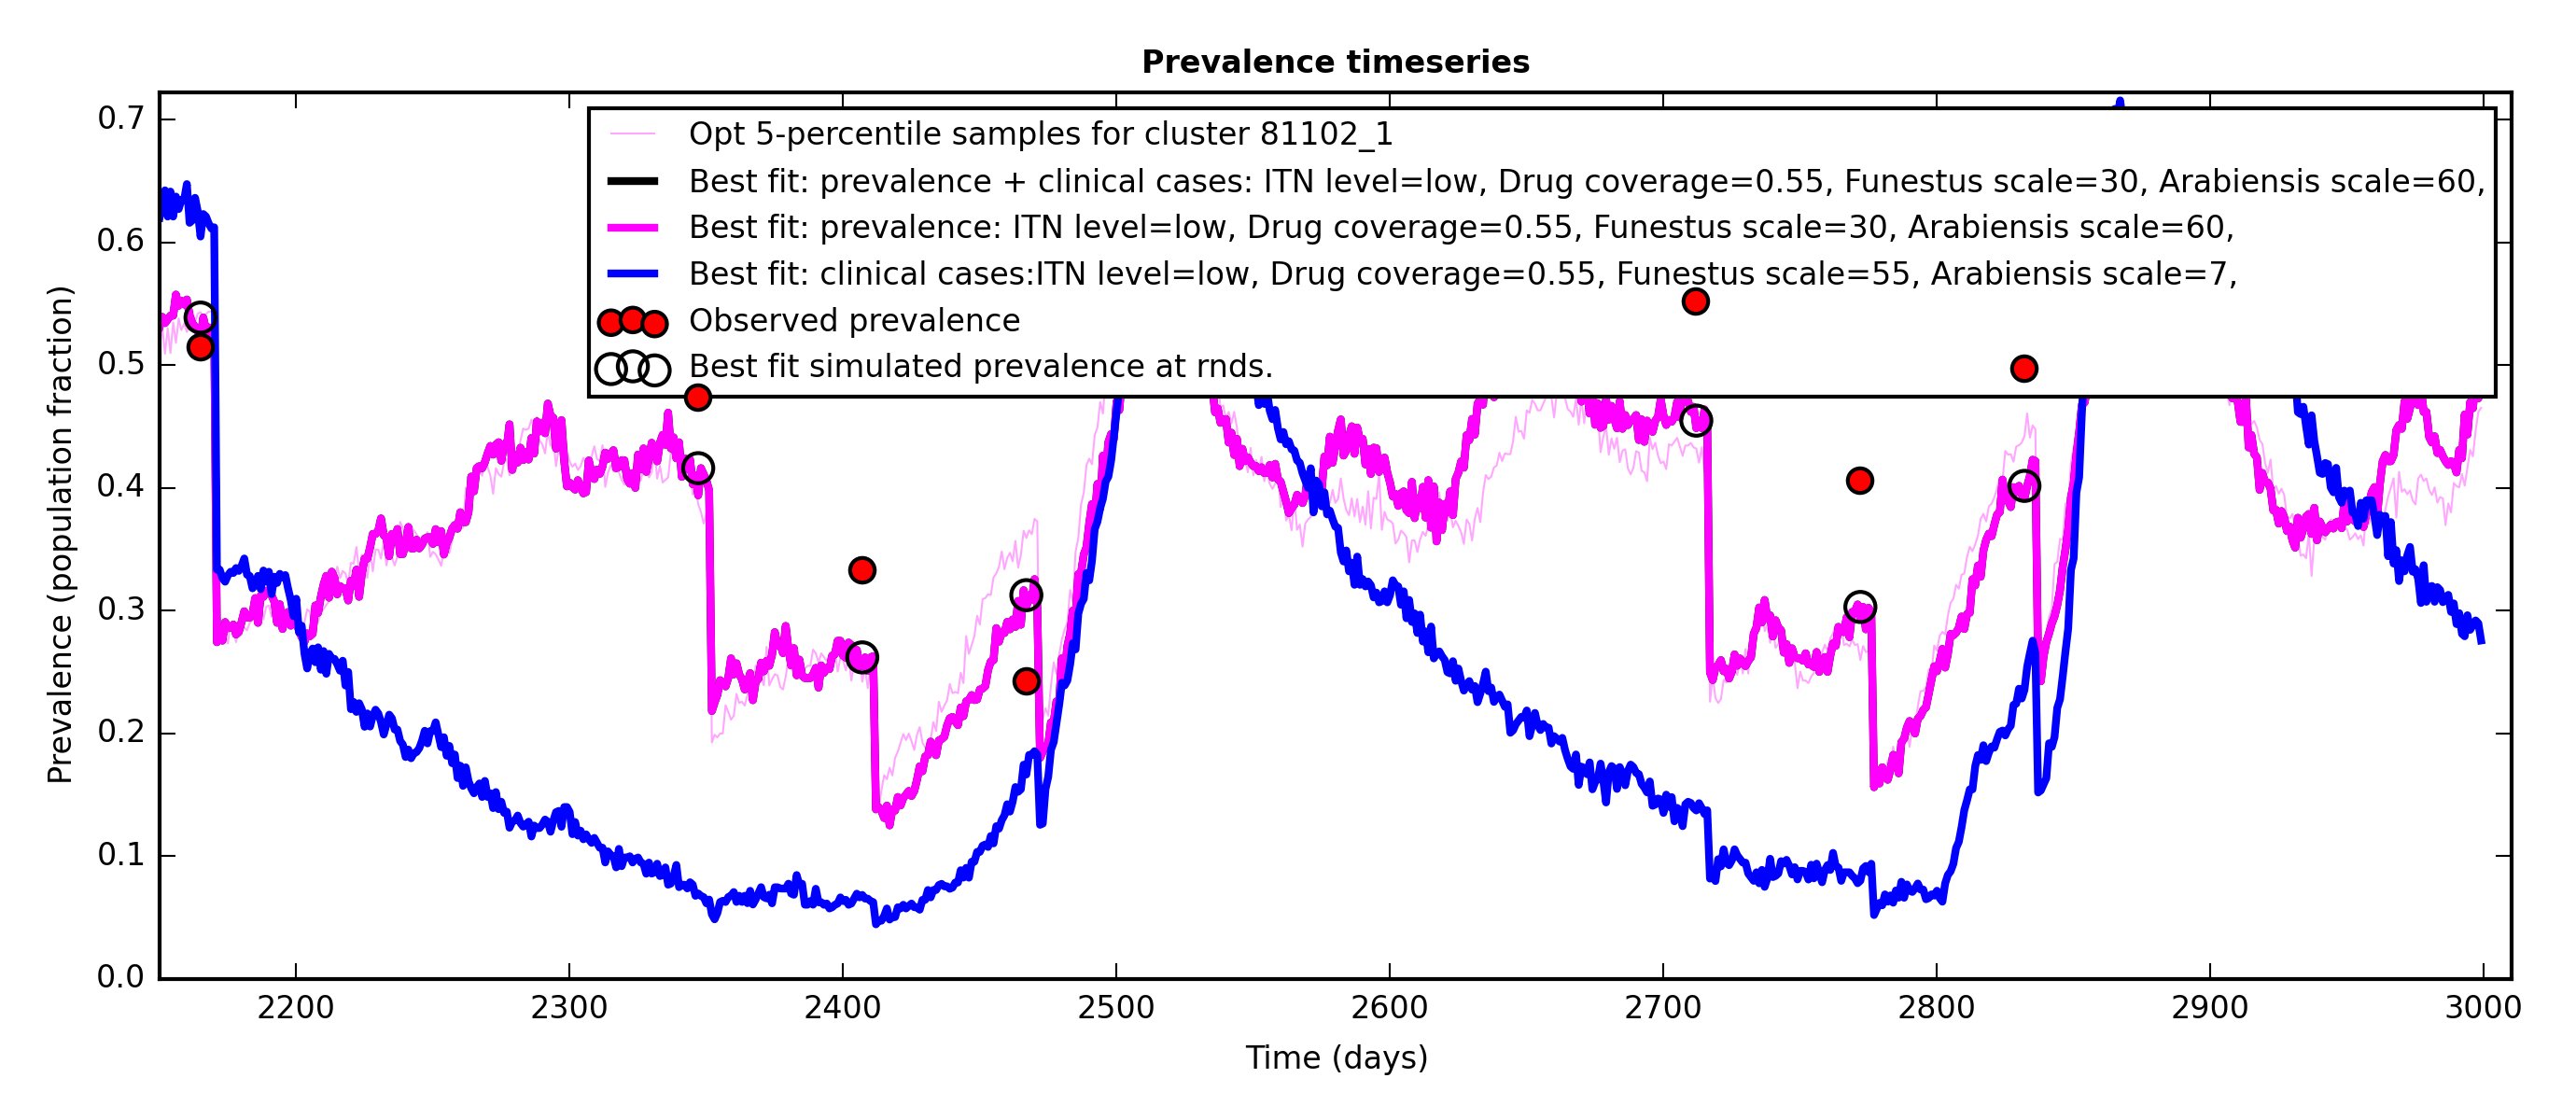 Prevalence timeseries
Opt 5-percentile samples for cluster 81102_1
Best fit: prevalence + clinical cases: ITN level=low, Drug coverage=0.55, Funestus scale=30, Arabiensis scale=60,
Best fit: prevalence: ITN level=low, Drug coverage=0.55, Funestus scale=30, Arabiensis scale=60,
Best fit: clinical cases:ITN level=low, Drug coverage=0.55, Funestus scale=55, Arabiensis scale=7,
Observed prevalence
Best fit simulated prevalence at rnds.
Prevalence (population fraction)
0.7
0.6
0.5
0.4
0.3
0.2
0.1
0.0
2200 2300 2400 2500 2600 2700 2800 2900 3000
Time (days)